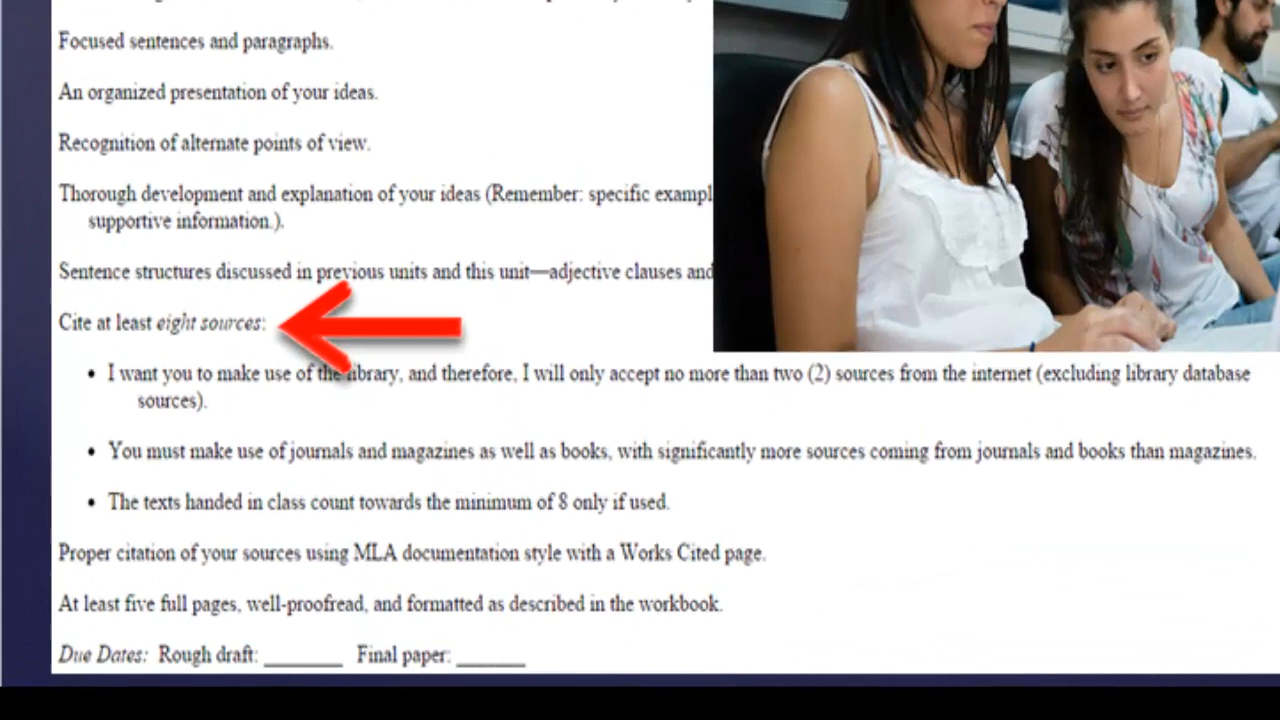 Focused sentences and paragraphs.
An organized presentation of your ideas.
Recognition of alternate points of view.
Thorough development and explanation of your ideas (Remember: specific exampl
supportive information.).
Sentence structures discussed in previous units and this unit—adjective clauses and
Cite at least eight sources:
• I want you to make use of the library, and therefore, I will only accept no more than two (2) sources from the internet (excluding library database
sources).
• You must make use of journals and magazines as well as books, with significantly more sources coming from journals and books than magazines.
• The texts handed in class count towards the minimum of 8 only if used.
Proper citation of your sources using MLA documentation style with a Works Cited page.
At least five full pages, well-proofread, and formatted as described in the workbook.
Due Dates: Rough draft: ________ Final paper: _______